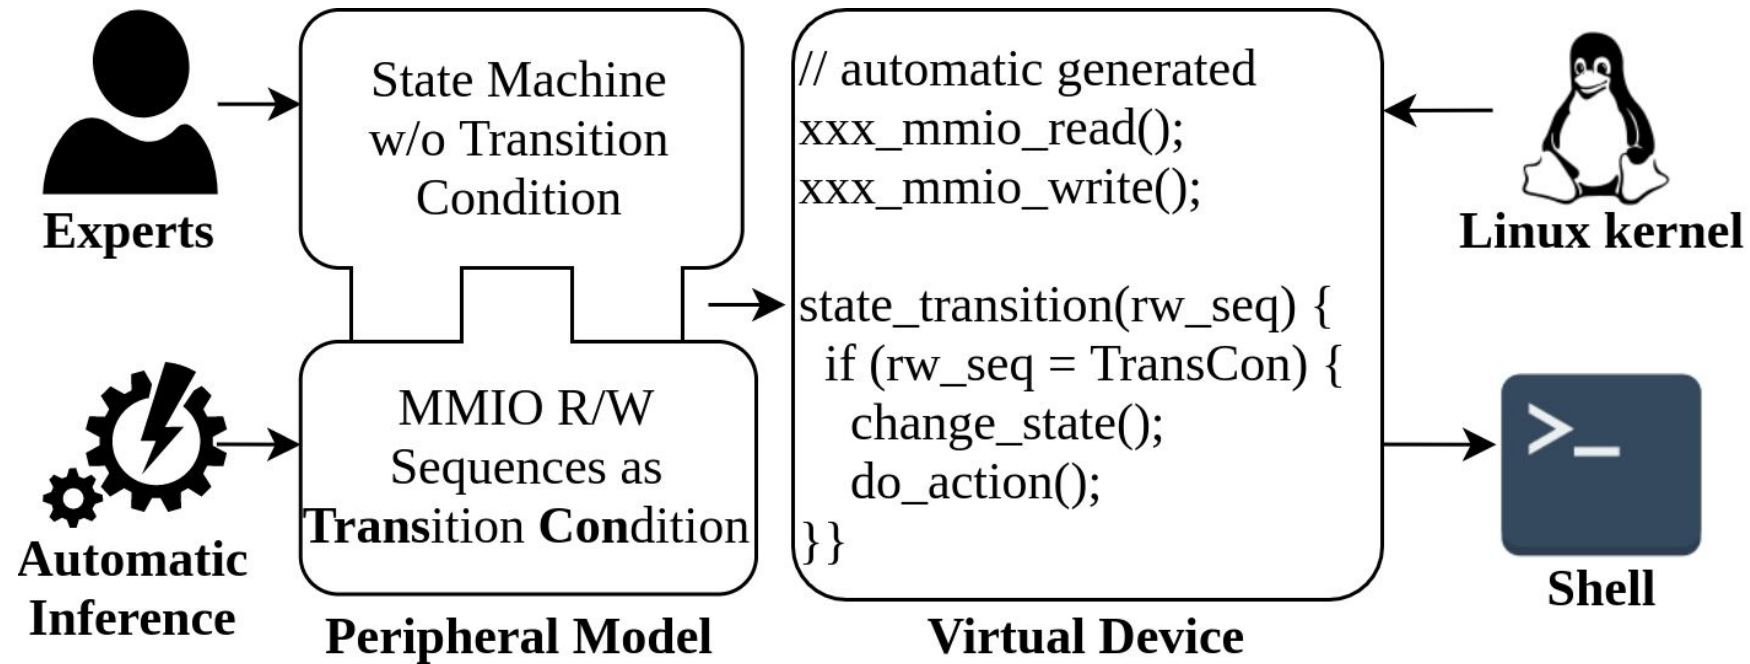 State Machine
w/o Transition
Condition
Experts
MMIO R/W
Sequences as
Transition Condition
Automatic
Inference
Peripheral Model
// automatic generated
xxx_mmio_read();
xxx_mmio_write();
state_transition(rw_seq) {
if (rw_seq = TransCon) {
change_state();
do_action();
}}
Virtual Device
Linux kernel
>_
Shell